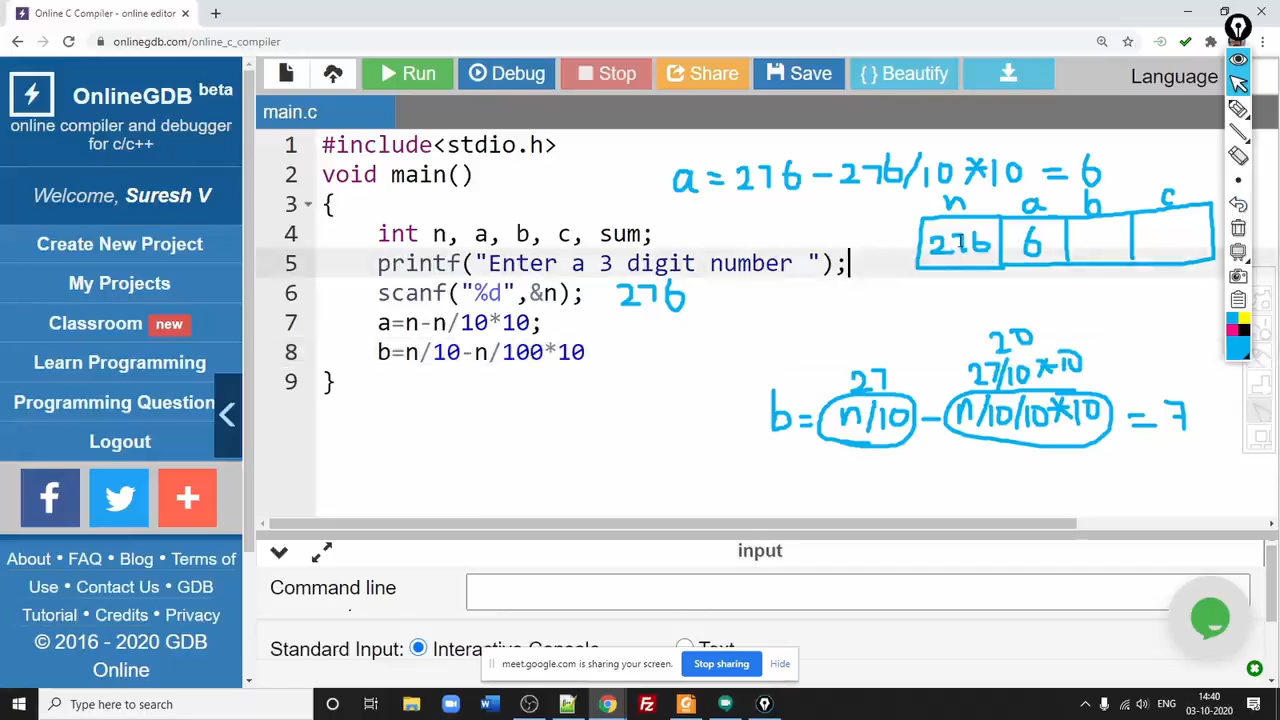 Online C Compiler - online editor
onlinegdb.com/online_c_compiler
OnlineGDB beta
online compiler and debugger
for c/c++
Welcome, Suresh V
Create New Project
My Projects
Classroom new
Learn Programming
Programming Question
Logout
f
+
About • FAQ • Blog • Terms of
Use • Contact Us • GDB
Tutorial • Credits • Privacy
© 2016 - 2020 GDB
Online
Run
Debug
Stop
Share
Save
{ } Beautify
Language
main.c
1 #include<stdio.h>
2 void main()
3 {
4 int n, a, b, c, sum;
5 printf("Enter a 3 digit number ");
6 scanf("%d",&n); 276
7 a=n-n/10*10;
8 b=n/10-n/100*10
9 }
a = 276 - 276/10 * 10 = 6
n a b c
276 6
20
27 27/10 * 10
b = n/10 - n/10/10*10 = 7
input
Command line
Standard Input: Interactive Console Text
meet.google.com is sharing your screen. Stop sharing Hide
Type here to search
ENG
14:40
03-10-2020